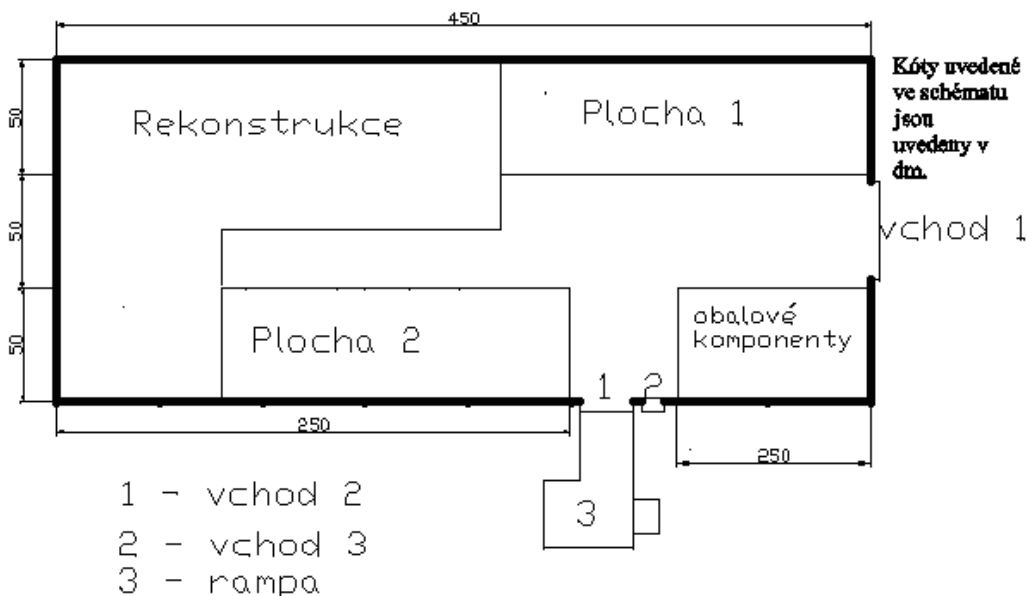 450
50
Rekonstrukce
Plocha 1
Kóty uvedené
ve schématu
jsou
uvedeny v
dm.
50
vchod 1
50
Plocha 2
obalové
komponenty
1
2
250
250
1 - vchod 2
3
2 - vchod 3
3 - rampa